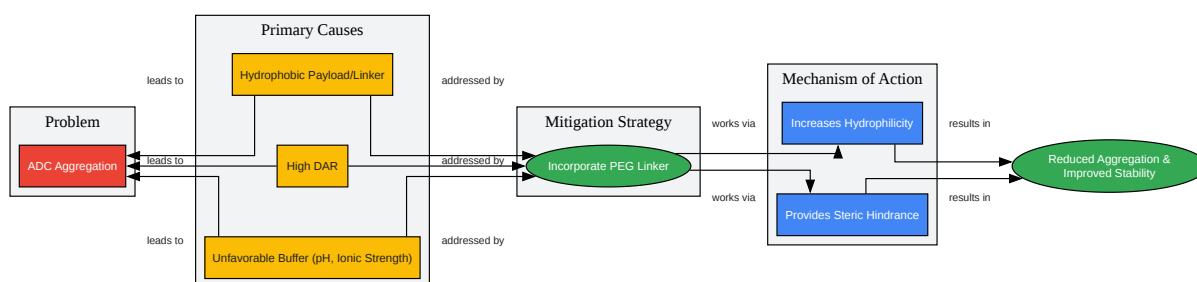 Primary Causes
leads to
Hydrophobic Payload/Linker
addressed by
Problem
ADC Aggregation
leads to
High DAR
addressed by
leads to
Unfavorable Buffer (pH, Ionic Strength)
addressed by
Mitigation Strategy
Incorporate PEG Linker
works via
works via
Mechanism of Action
Increases Hydrophilicity
Provides Steric Hindrance
results in
results in
Reduced Aggregation &
Improved Stability